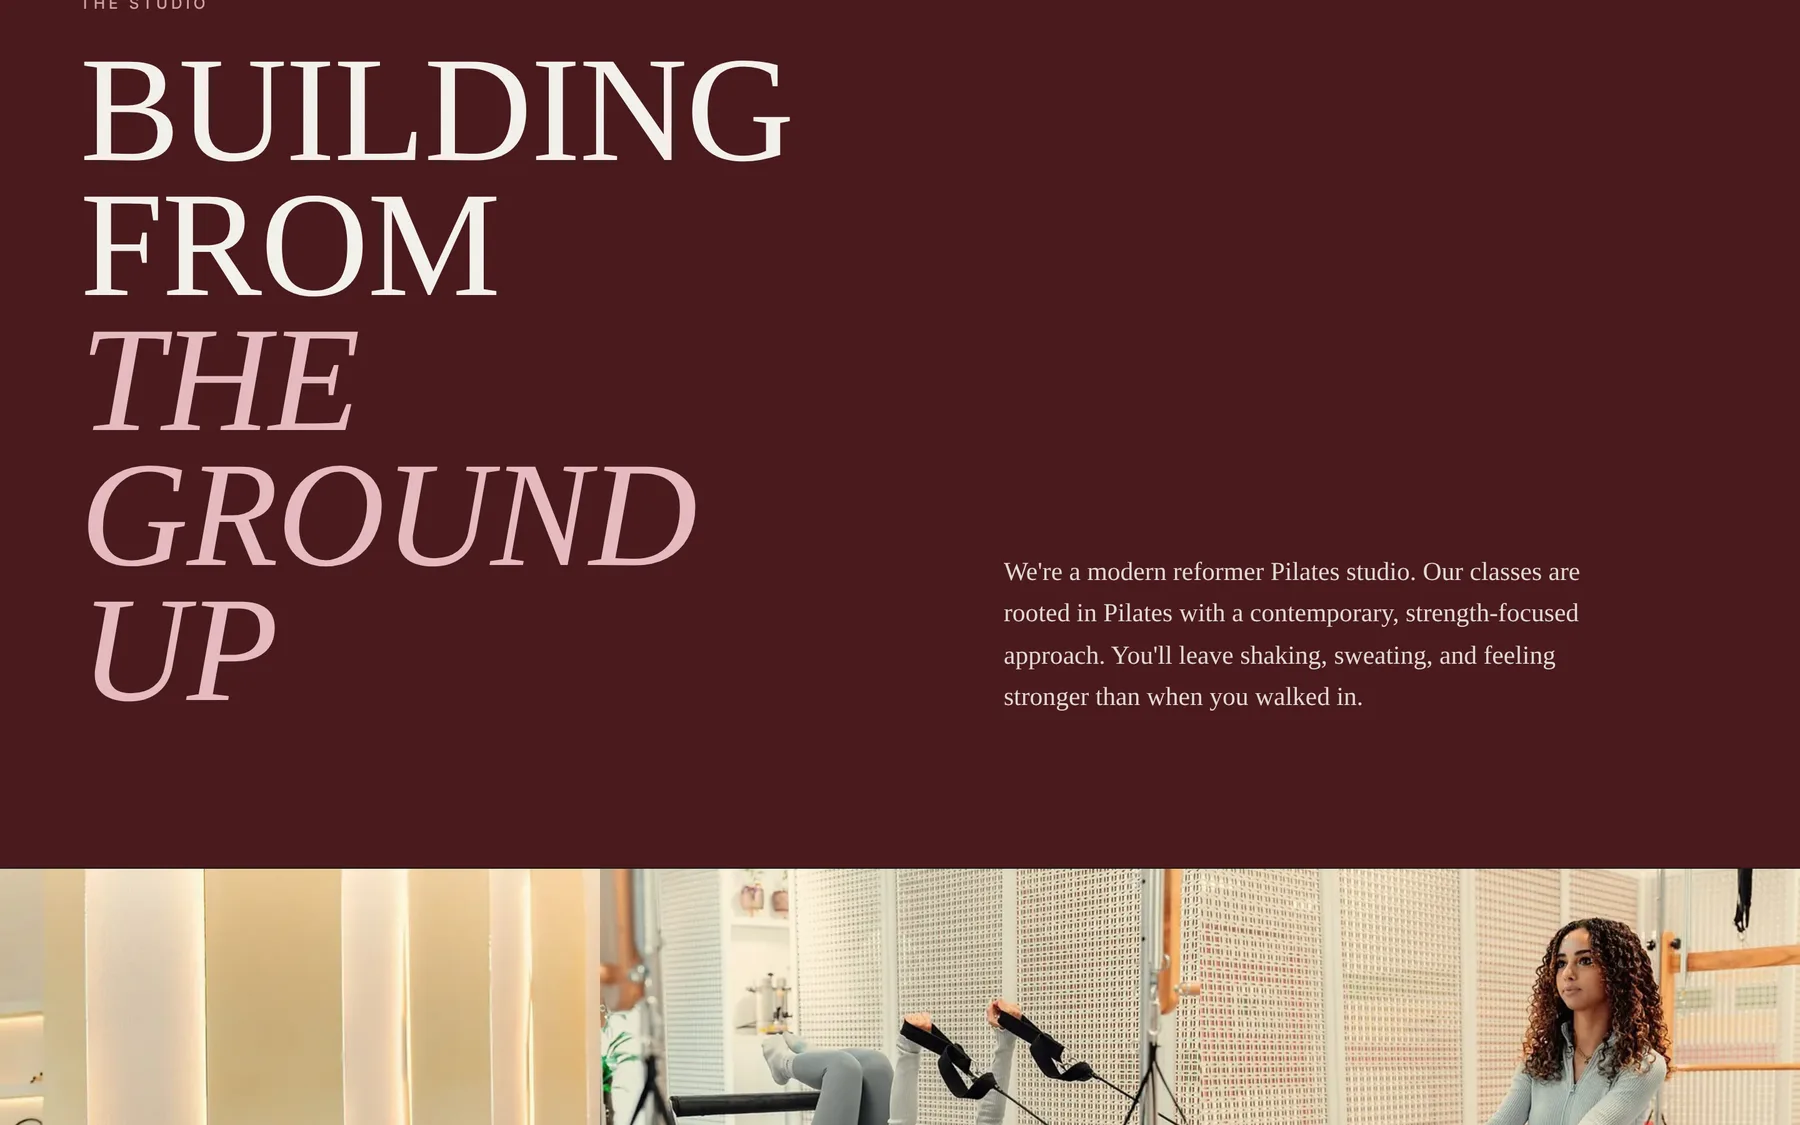 THE STUDIO
BUILDING
FROM
THE
GROUND
UP
We're a modern reformer Pilates studio. Our classes are
rooted in Pilates with a contemporary, strength-focused
approach. You'll leave shaking, sweating, and feeling
stronger than when you walked in.